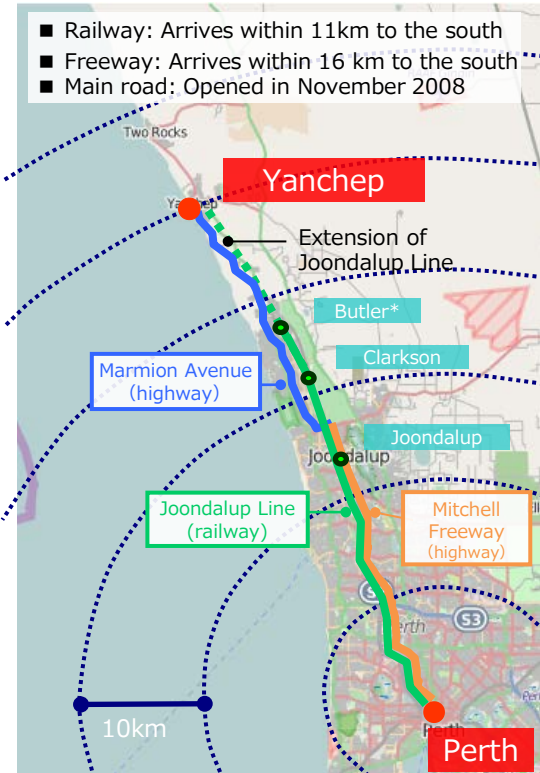 ■ Railway: Arrives within 11km to the south
■ Freeway: Arrives within 16 km to the south
■ Main road: Opened in November 2008
Two Rocks
Yanchep
Yanchep
Extension of
Joondalup Line
Butler*
Clarkson
Marmion Avenue
(highway)
Joondalup
Joondalup
Joondalup Line
(railway)
Mitchell
Freeway
(highway)
S3
Perth
10km
Perth
Perth